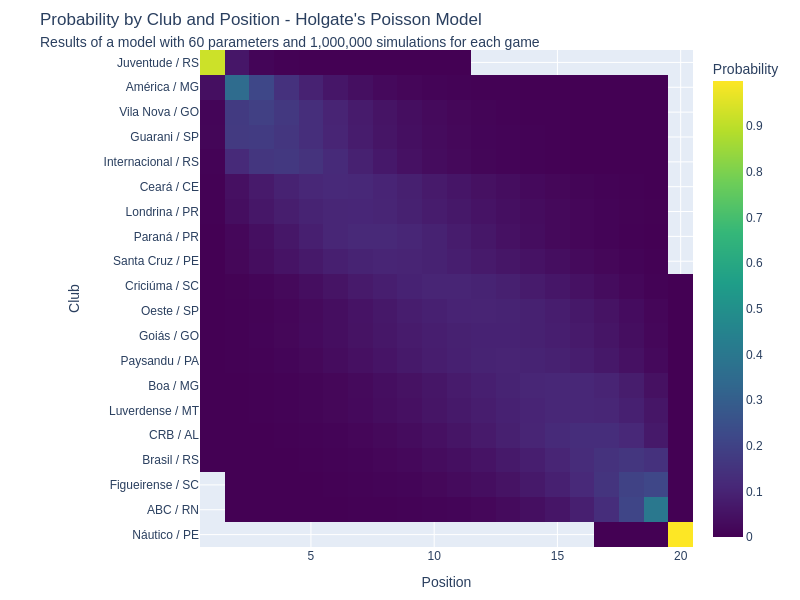 Probability by Club and Position - Holgate's Poisson Model
Results of a model with 60 parameters and 1,000,000 simulations for each game
Probability
Juventude / RS
América / MG
Vila Nova / GO
Guarani / SP
Internacional / RS
Ceará / CE
Londrina / PR
Paraná / PR
Santa Cruz / PE
Criciúma / SC
Oeste / SP
Goiás / GO
Paysandu / PA
Boa / MG
Luverdense / MT
CRB / AL
Brasil / RS
Figueirense / SC
ABC / RN
Náutico / PE
Club
5
10
15
20
Position
0.9
0.8
0.7
0.6
0.5
0.4
0.3
0.2
0.1
0